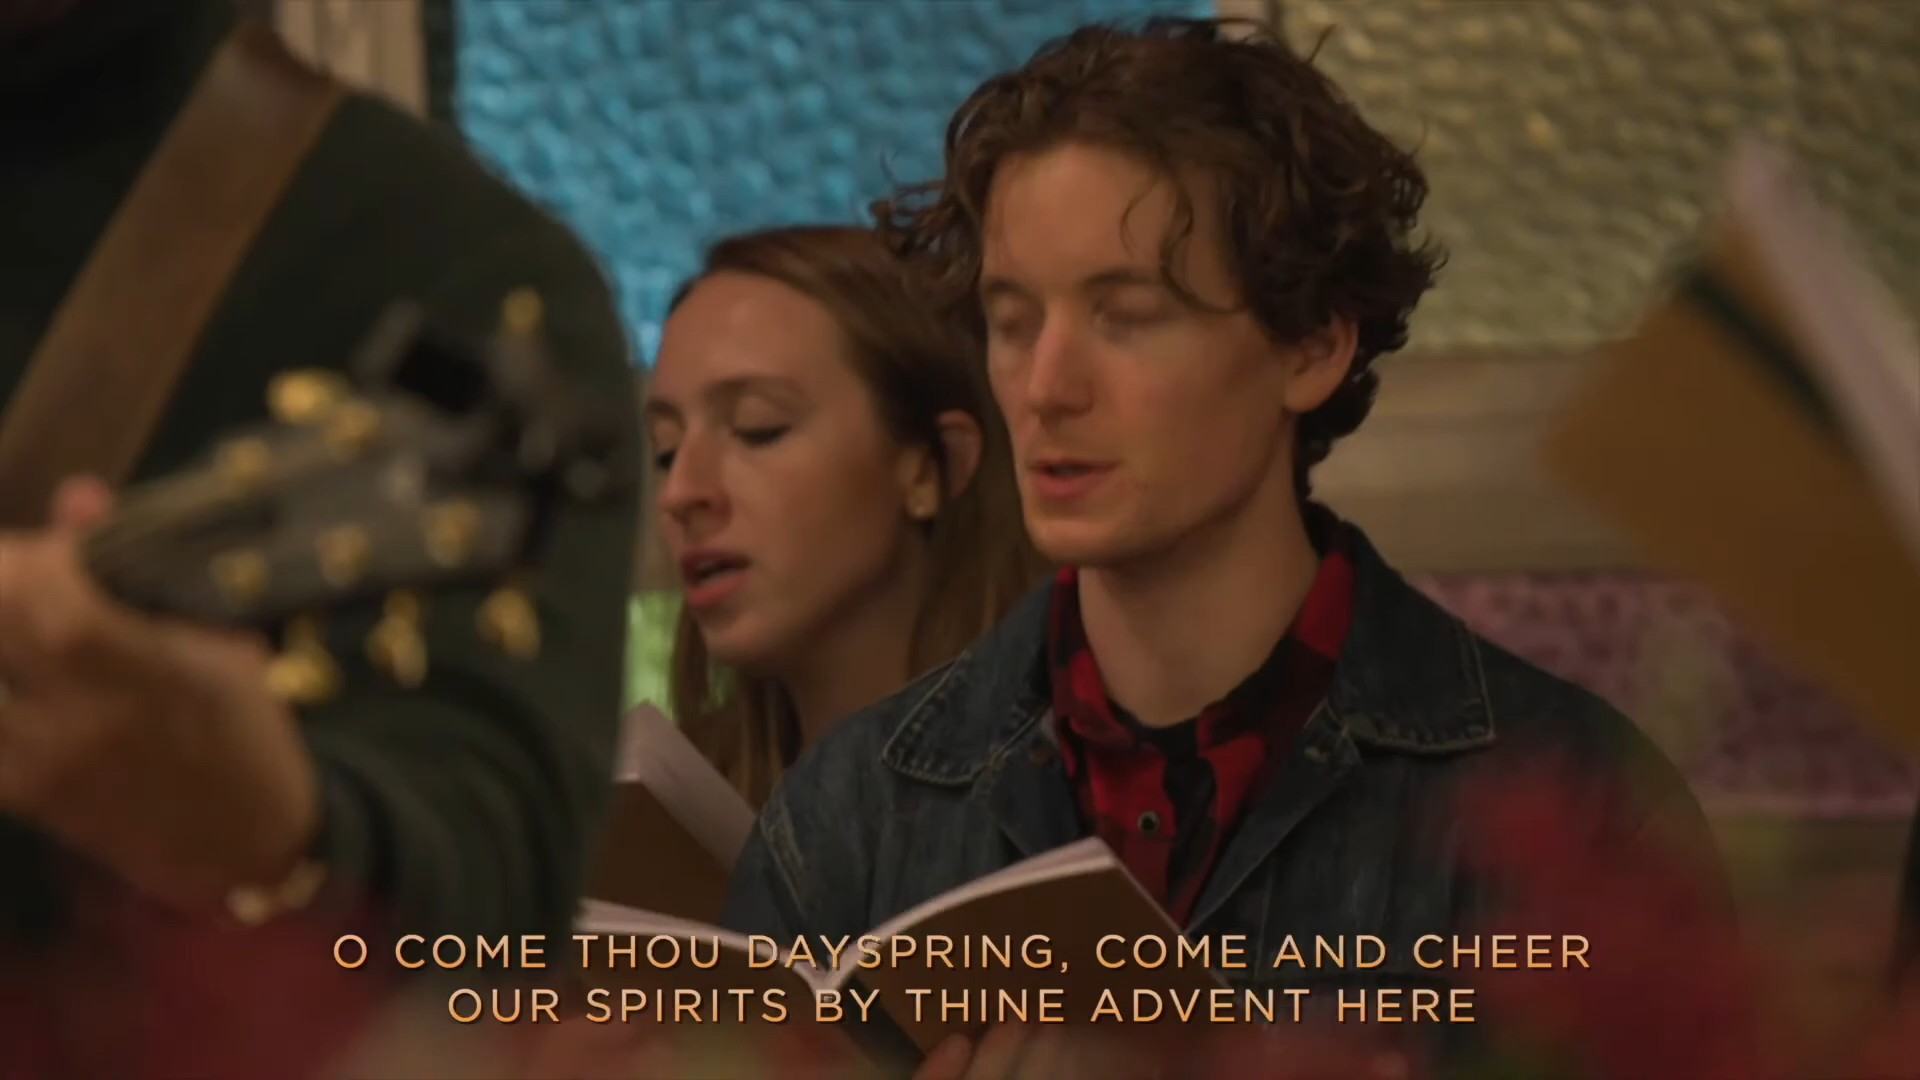 O COME THOU DAYSPRING, COME AND CHEER
OUR SPIRITS BY THINE ADVENT HERE